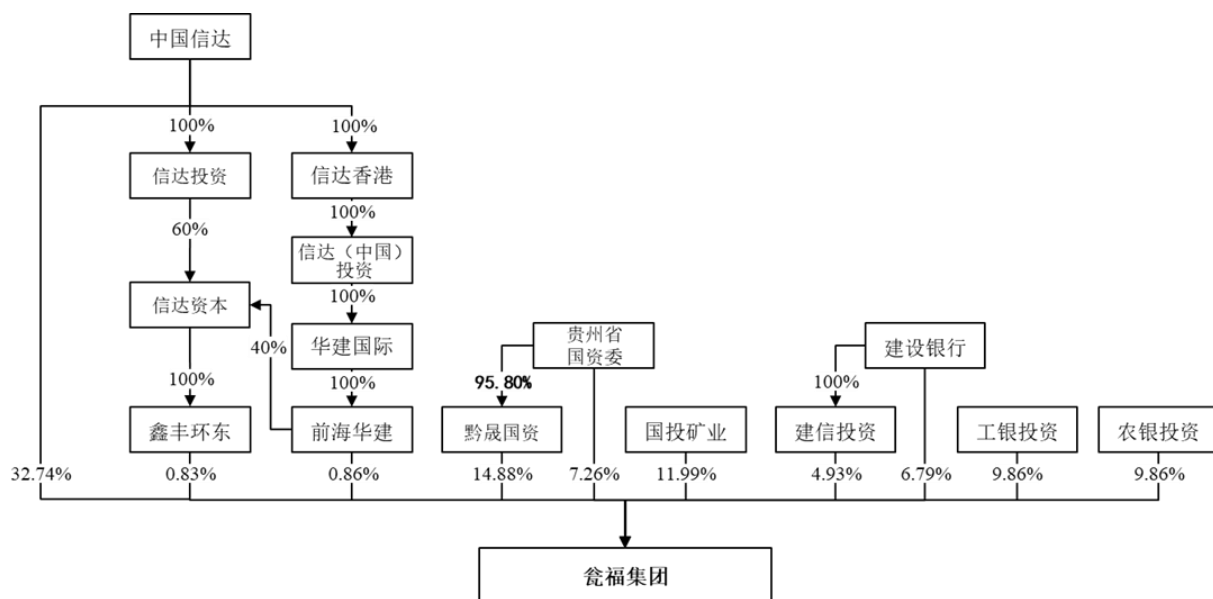 中国信达
100%
100%
信达投资
信达香港
100%
60%
信达（中国）
投资
信达资本
100%
华建国际
40%
贵州省
国资委
建设银行
100%
100%
95.80%
100%
鑫丰环东
前海华建
黔晟国资
国投矿业
建信投资
工银投资
农银投资
32.74%
0.83%
0.86%
14.88%
7.26%
11.99%
4.93%
6.79%
9.86%
9.86%
瓮福集团